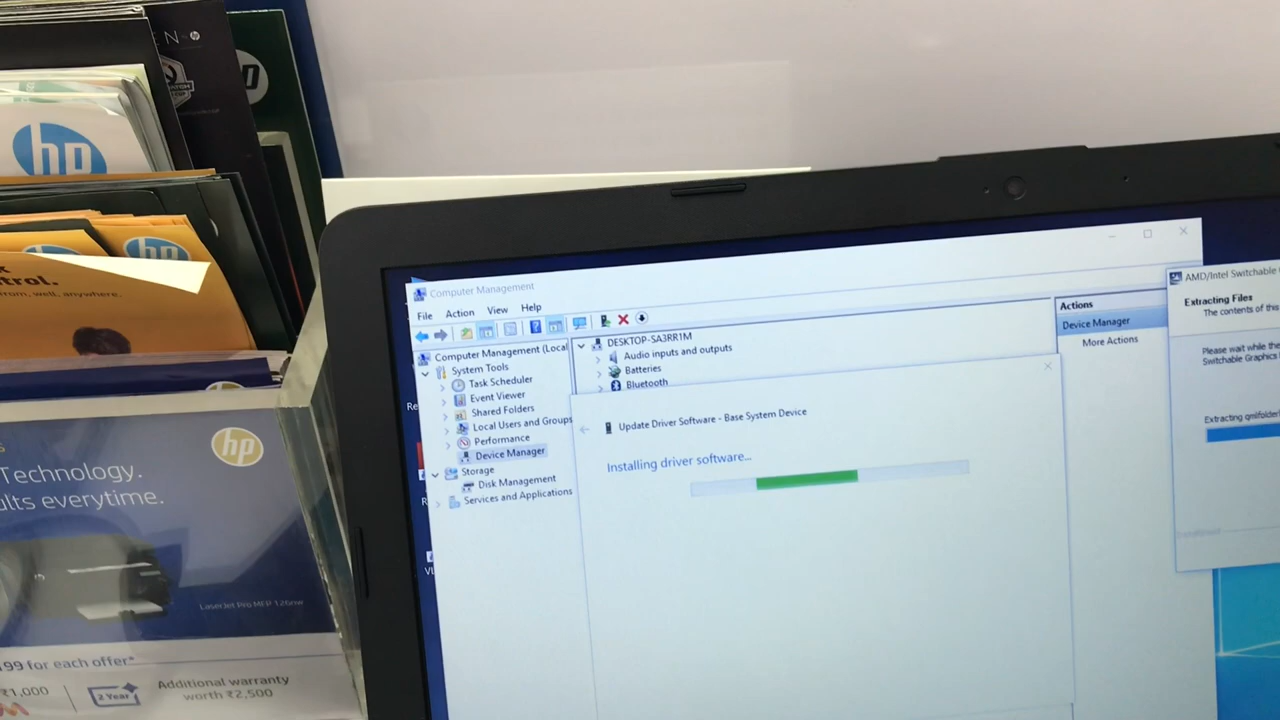 EN
hp
hp
hp
trol.
from, well, anywhere.
hp
Technology.
ults everytime.
LaserJet Pro MFP 126nw
199 for each offer*
₹1,000
2 Year
Additional warranty
worth ₹2,500
Computer Management
File Action View Help
Computer Management (Local
System Tools
Task Scheduler
Event Viewer
Shared Folders
Local Users and Groups
Performance
Device Manager
Storage
Disk Management
Services and Applications
DESKTOP-SA3RR1M
Audio inputs and outputs
Batteries
Bluetooth
Update Driver Software - Base System Device
Installing driver software...
Actions
Device Manager
More Actions
AMD/Intel Switchable
Extracting Files
The contents of this
Please wait while the
Switchable Graphics
Extracting qmlfolder